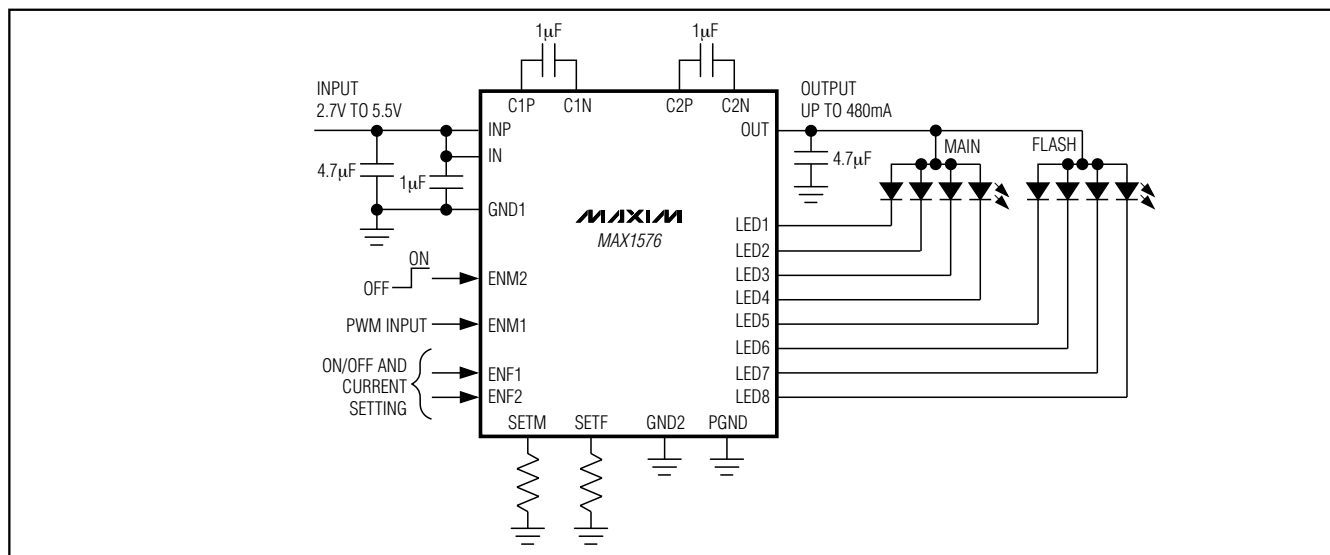 1µF
1µF
INPUT
2.7V TO 5.5V
C1P
C1N
C2P
C2N
OUTPUT
UP TO 480mA
INP
OUT
IN
MAIN
FLASH
4.7µF
1µF
4.7µF
GND1
MAXIM
MAX1576
LED1
LED2
ON
OFF
ENM2
LED3
LED4
PWM INPUT
ENM1
LED5
LED6
ON/OFF AND
CURRENT
SETTING
ENF1
LED7
ENF2
LED8
SETM
SETF
GND2
PGND